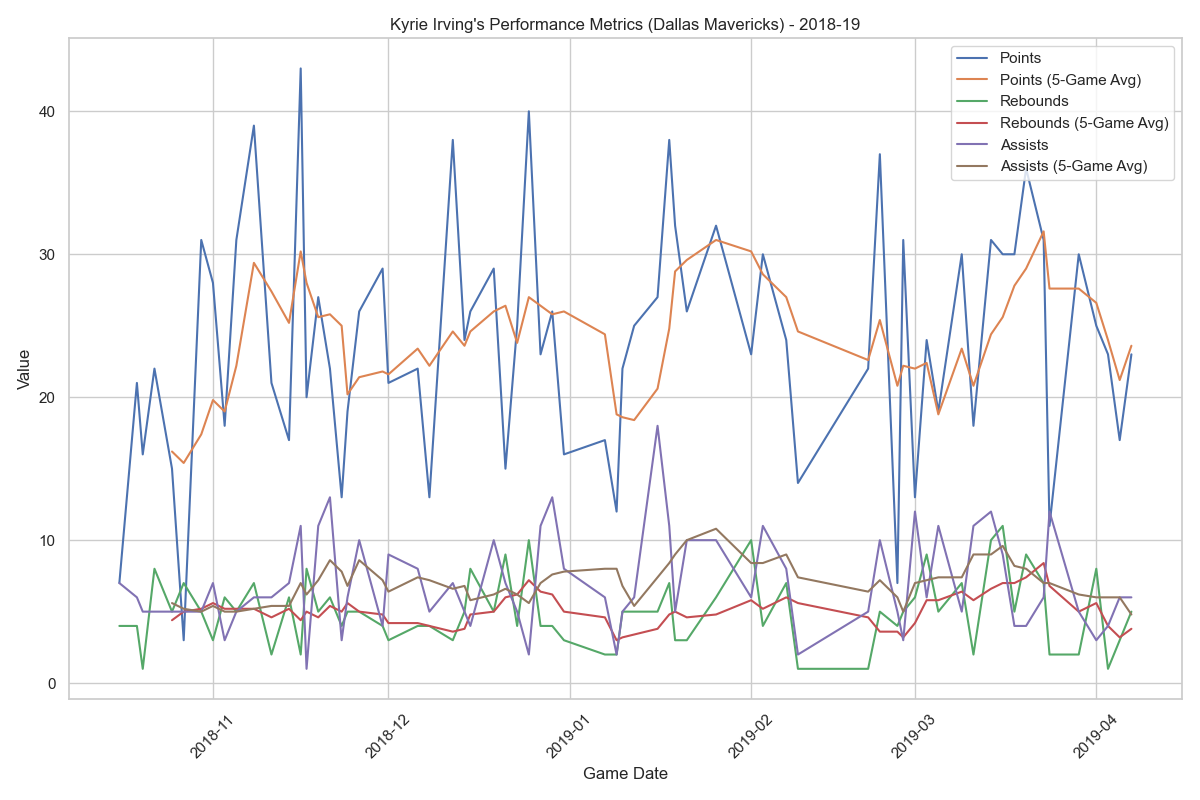 Kyrie Irving's Performance Metrics (Dallas Mavericks) - 2018-19
Points
Points (5-Game Avg)
Rebounds
Rebounds (5-Game Avg)
Assists
Assists (5-Game Avg)
Value
40
30
20
10
0
2018-11
2018-12
2019-01
2019-02
2019-03
2019-04
Game Date